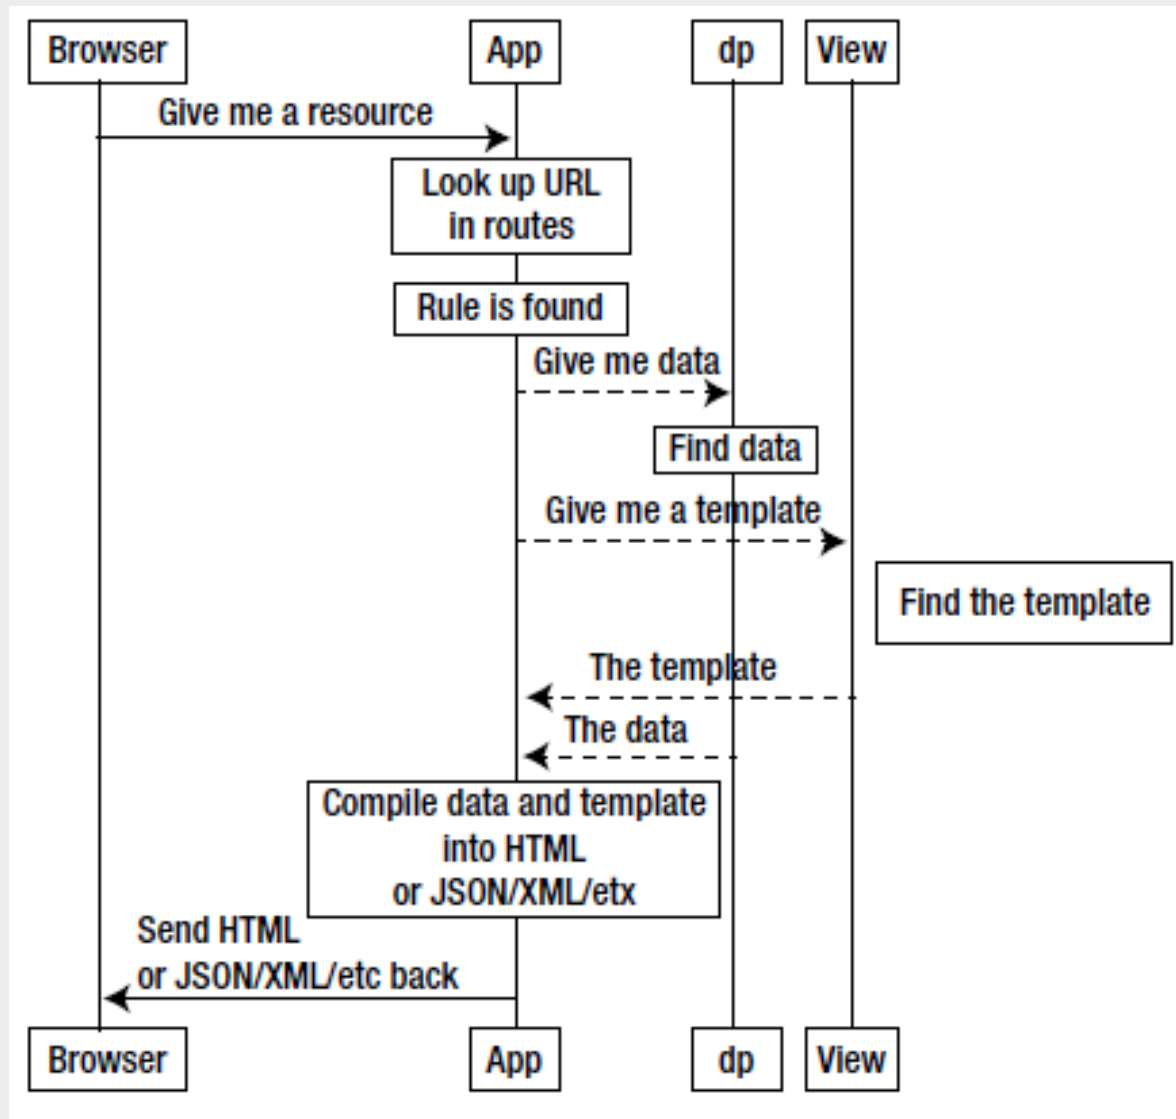 Browser
App
dp
View
Give me a resource
Look up URL
in routes
Rule is found
Give me data
Find data
Give me a template
Find the template
The template
The data
Compile data and template
into HTML
or JSON/XML/etx
Send HTML
or JSON/XML/etc back
Browser
App
dp
View